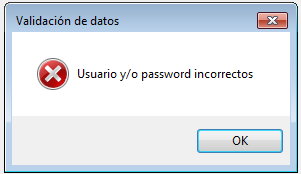 Validación de datos
Usuario y/o password incorrectos
OK